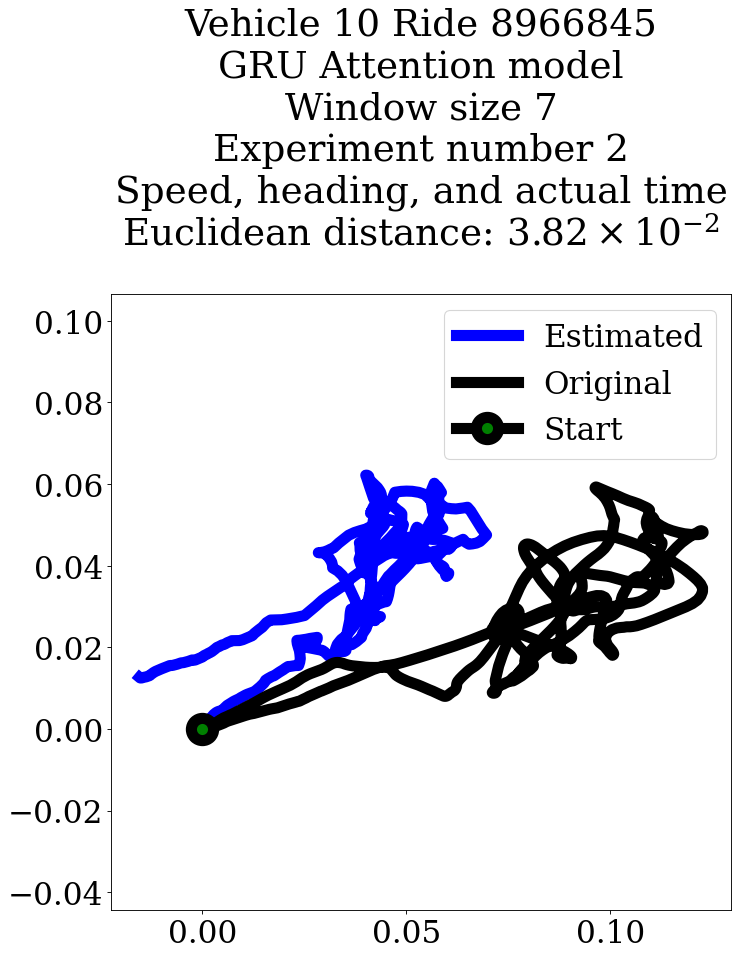 Vehicle 10 Ride 8966845
GRU Attention model
Window size 7
Experiment number 2
Speed, heading, and actual time
Euclidean distance: 3.82 × 10⁻²
Estimated
Original
Start
0.10
0.08
0.06
0.04
0.02
0.00
−0.02
−0.04
0.00 0.05 0.10